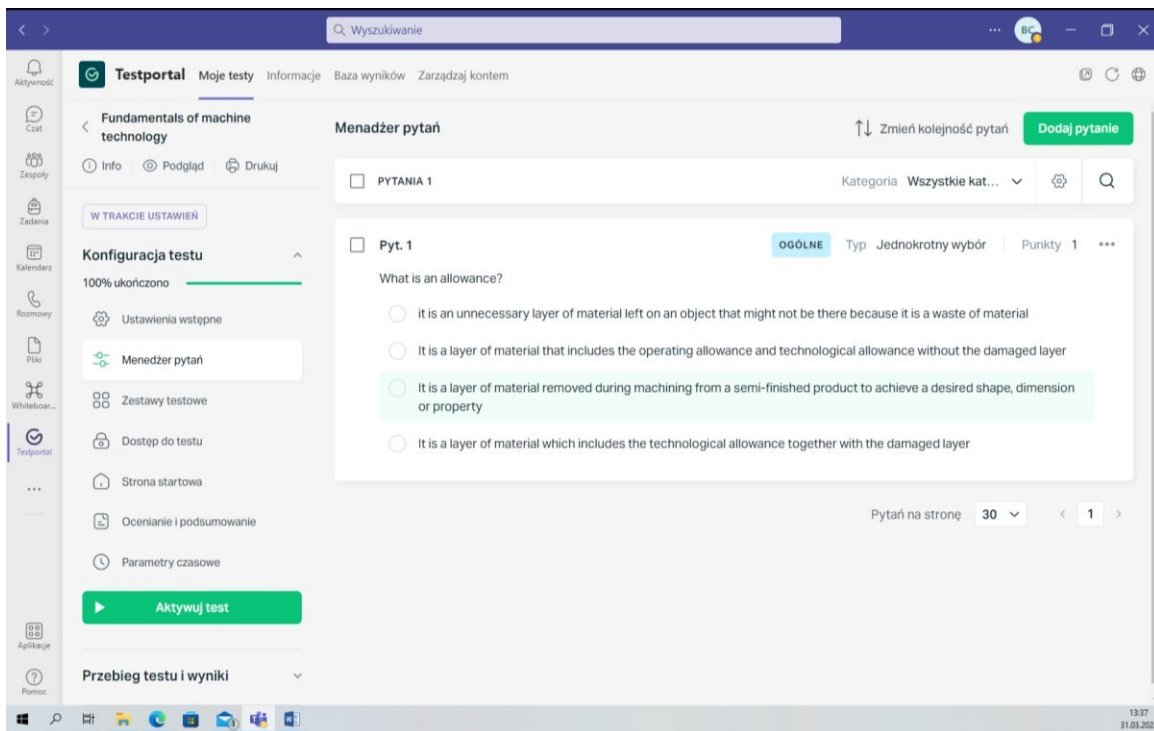 Wyszukiwanie
BC
Aktywność
Czat
Zespoły
Zadania
Kalendarz
Rozmowy
Pliki
Whiteboar...
Testportal
Aplikacje
Pomoc
Testportal Moje testy Informacje Baza wyników Zarządzaj kontem
Fundamentals of machine
technology
Info Podgląd Drukuj
W TRAKCIE USTAWIEŃ
Konfiguracja testu
100% ukończono
Ustawienia wstępne
Menedżer pytań
Zestawy testowe
Dostęp do testu
Strona startowa
Ocenianie i podsumowanie
Parametry czasowe
Aktywuj test
Przebieg testu i wyniki
Menadżer pytań
Zmień kolejność pytań Dodaj pytanie
PYTANIA 1 Kategoria Wszystkie kat...
Pyt. 1 OGÓLNE Typ Jednokrotny wybór Punkty 1
What is an allowance?
it is an unnecessary layer of material left on an object that might not be there because it is a waste of material
It is a layer of material that includes the operating allowance and technological allowance without the damaged layer
It is a layer of material removed during machining from a semi-finished product to achieve a desired shape, dimension
or property
It is a layer of material which includes the technological allowance together with the damaged layer
Pytań na stronę 30 1
13:37
31.03.202